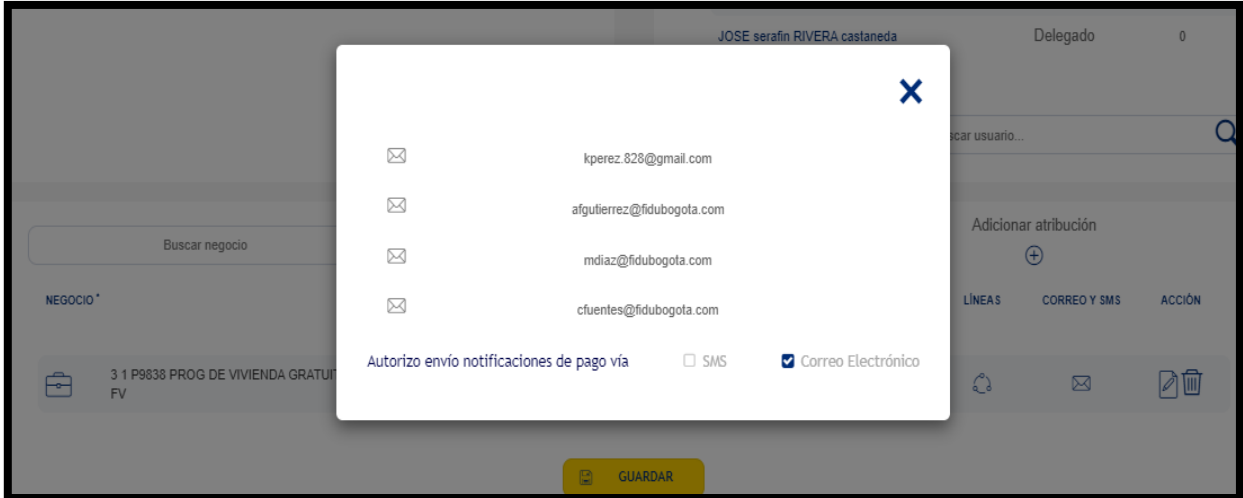 JOSE serafin RIVERA castaneda Delegado 0
scar usuario...
kperez.828@gmail.com
afgutierrez@fidubogota.com
mdiaz@fidubogota.com
cfuentes@fidubogota.com
Autorizo envío notificaciones de pago vía SMS Correo Electrónico
Buscar negocio
Adicionar atribución
NEGOCIO* LÍNEAS CORREO Y SMS ACCIÓN
3 1 P9838 PROG DE VIVIENDA GRATUIT
FV
GUARDAR